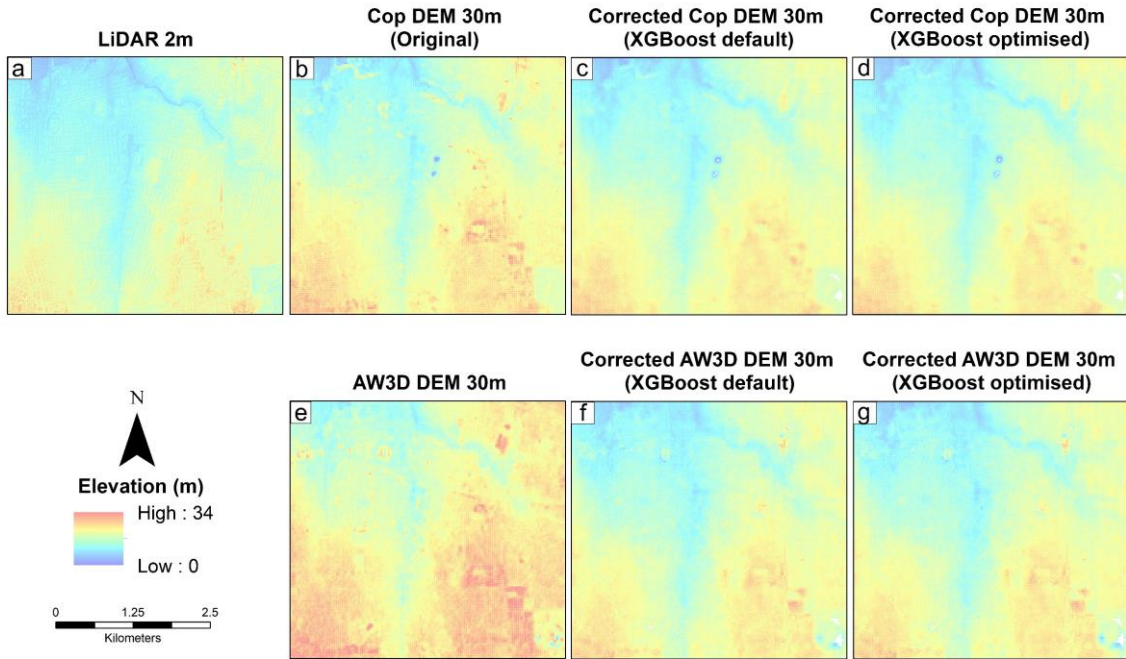 LiDAR 2m
Cop DEM 30m
(Original)
Corrected Cop DEM 30m
(XGBoost default)
Corrected Cop DEM 30m
(XGBoost optimised)
a
b
c
d
AW3D DEM 30m
Corrected AW3D DEM 30m
(XGBoost default)
Corrected AW3D DEM 30m
(XGBoost optimised)
e
f
g
N
Elevation (m)
High : 34
Low : 0
0 1.25 2.5
Kilometers